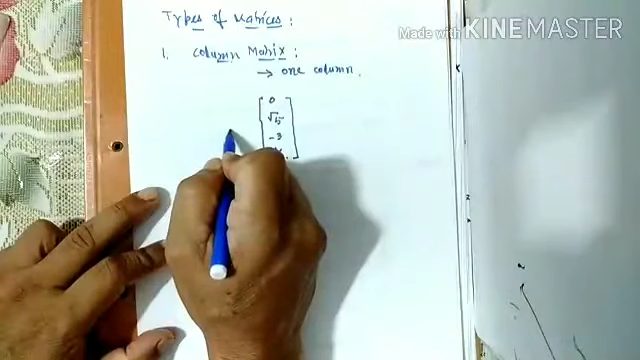 Types of Matrices :
Made with KINEMASTER
1. Column Matrix :
→ one column.
0
√5
-3